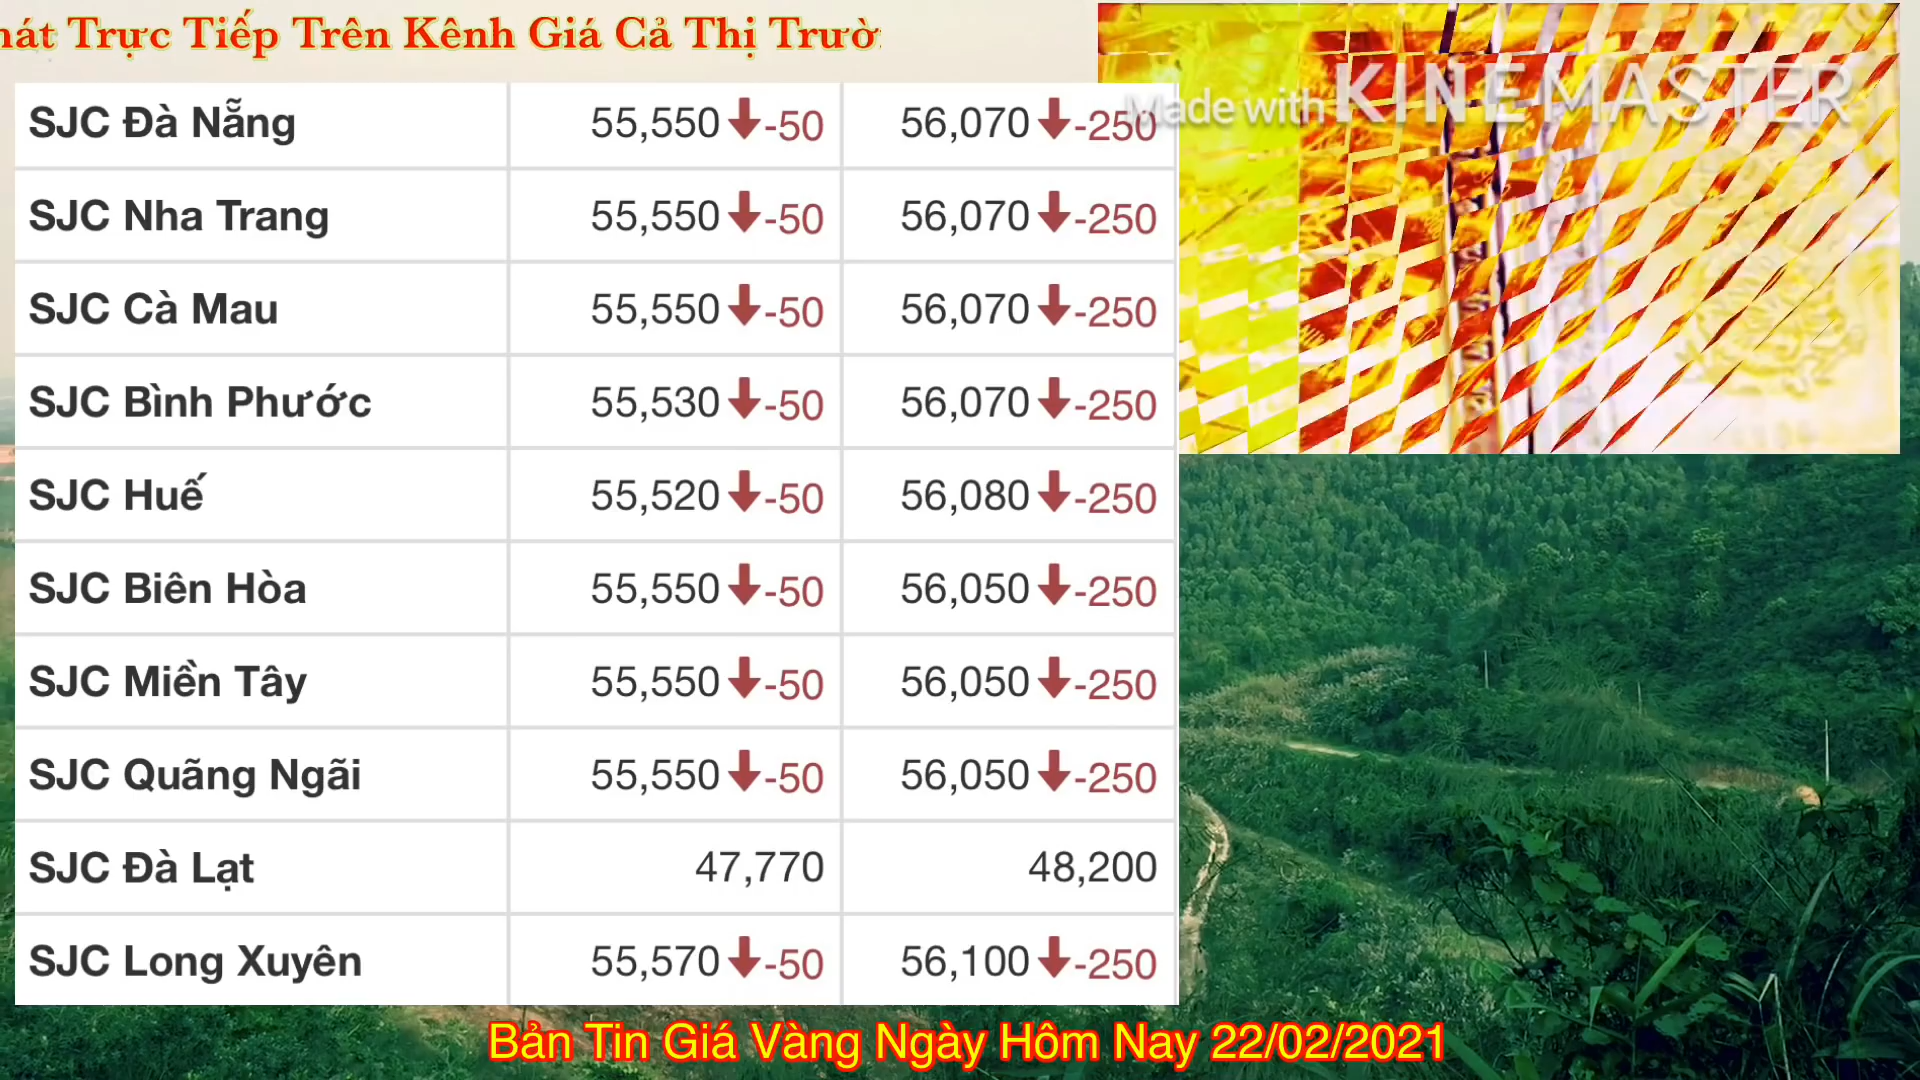 Trực Tiếp Trên Kênh Giá Cả Thị
Made with KINEMASTER
SJC Đà Nẵng 55,550 -50 56,070 -250
SJC Nha Trang 55,550 -50 56,070 -250
SJC Cà Mau 55,550 -50 56,070 -250
SJC Bình Phước 55,530 -50 56,070 -250
SJC Huế 55,520 -50 56,080 -250
SJC Biên Hòa 55,550 -50 56,050 -250
SJC Miền Tây 55,550 -50 56,050 -250
SJC Quãng Ngãi 55,550 -50 56,050 -250
SJC Đà Lạt 47,770 48,200
SJC Long Xuyên 55,570 -50 56,100 -250
Bản Tin Giá Vàng Ngày Hôm Nay 22/02/2021